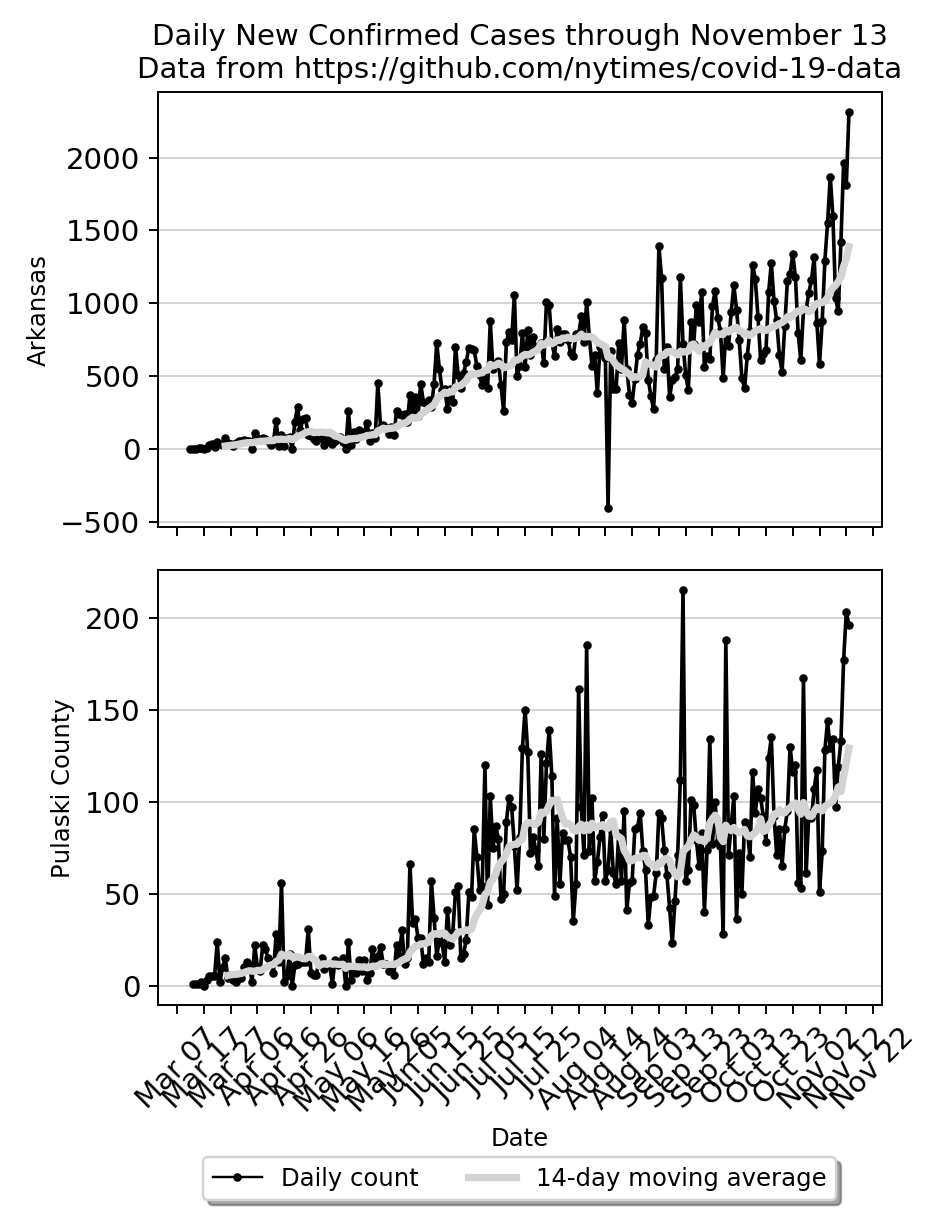 Daily New Confirmed Cases through November 13
Data from https://github.com/nytimes/covid-19-data
Arkansas
2000
1500
1000
500
0
−500
Pulaski County
200
150
100
50
0
Mar 07
Mar 17
Mar 27
Apr 06
Apr 16
Apr 26
May 06
May 16
May 26
Jun 05
Jun 15
Jun 25
Jul 05
Jul 15
Jul 25
Aug 04
Aug 14
Aug 24
Sep 03
Sep 13
Sep 23
Oct 03
Oct 13
Oct 23
Nov 02
Nov 12
Nov 22
Date
Daily count
14-day moving average